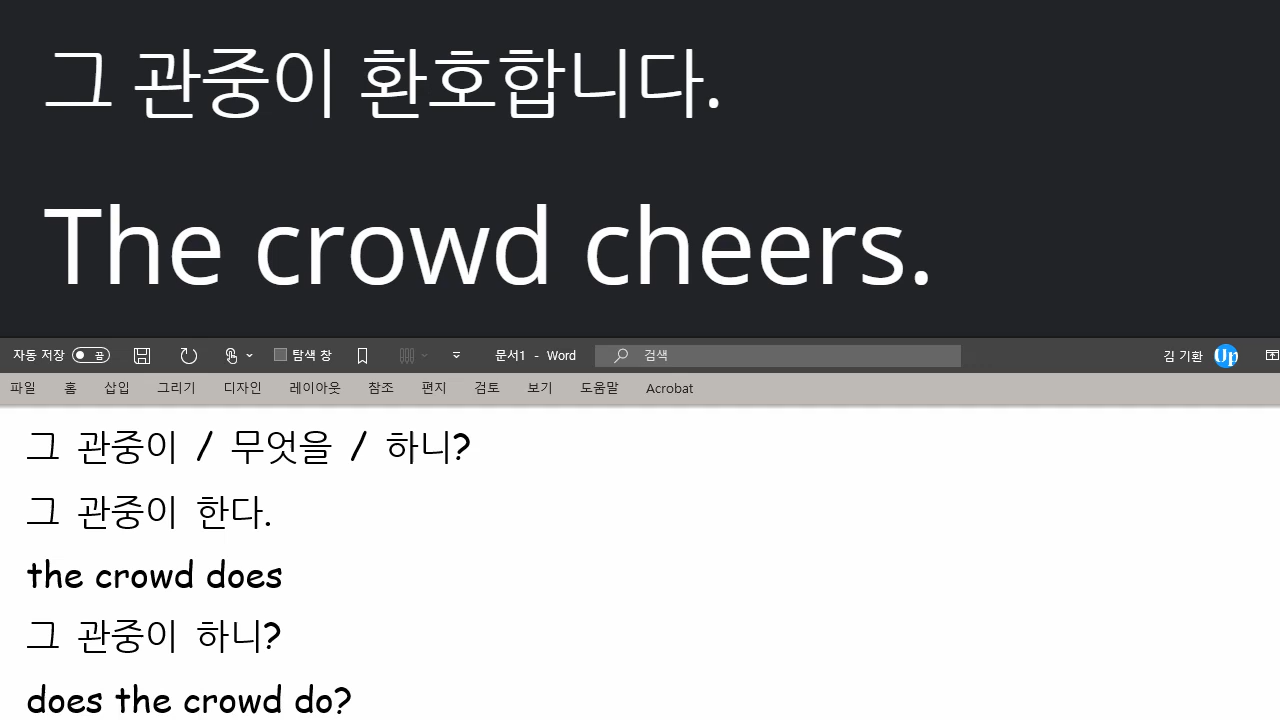 그 관중이 환호합니다.
The crowd cheers.
자동 저장 끔 탐색 창 문서1 - Word 검색 김 기환 Up
파일 홈 삽입 그리기 디자인 레이아웃 참조 편지 검토 보기 도움말 Acrobat
그 관중이 / 무엇을 / 하니?
그 관중이 한다.
the crowd does
그 관중이 하니?
does the crowd do?